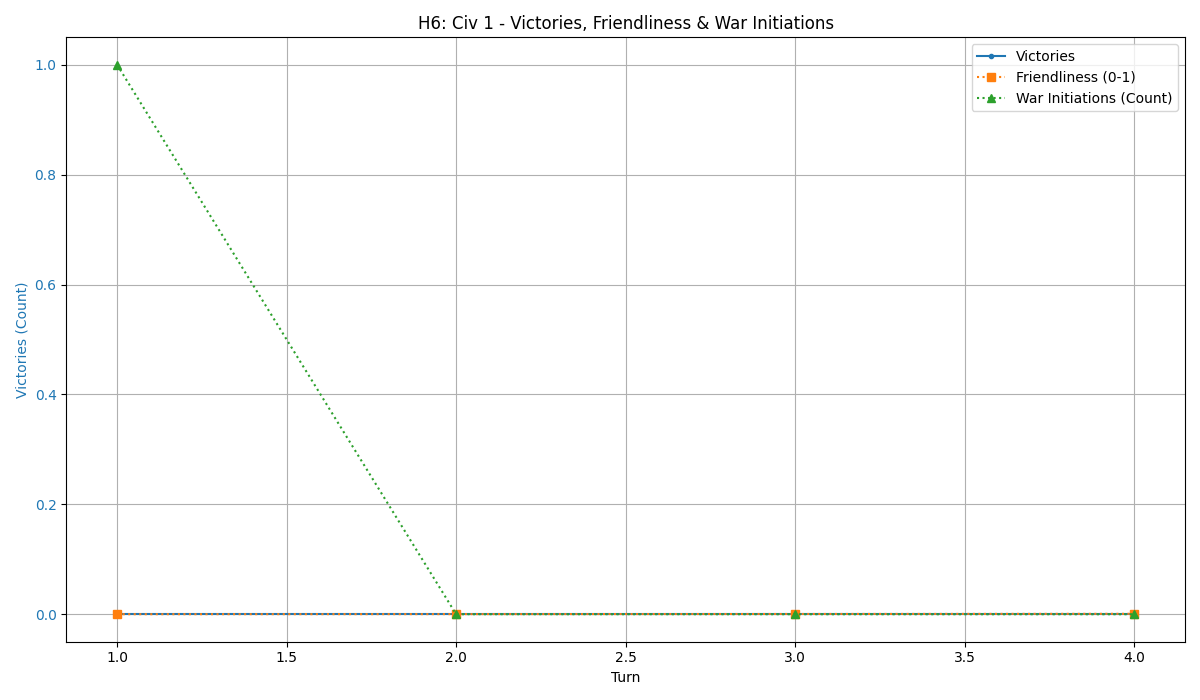 H6: Civ 1 - Victories, Friendliness & War Initiations
Victories
Friendliness (0-1)
War Initiations (Count)
Victories (Count)
1.0
0.8
0.6
0.4
0.2
0.0
1.0 1.5 2.0 2.5 3.0 3.5 4.0
Turn